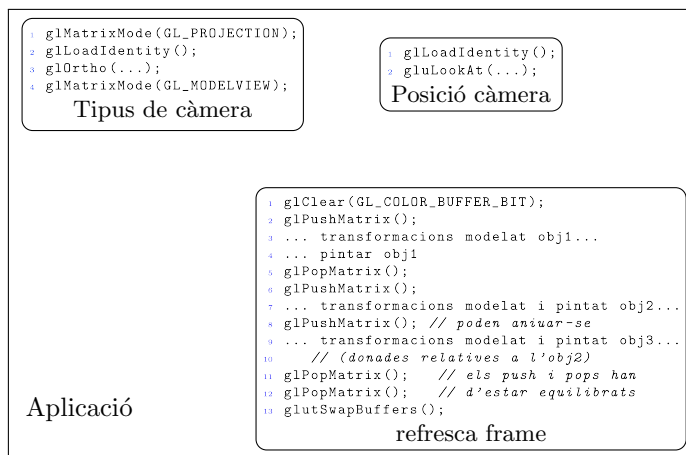 1 glMatrixMode(GL_PROJECTION);
2 glLoadIdentity();
3 glOrtho(...);
4 glMatrixMode(GL_MODELVIEW);
Tipus de càmera
1 glLoadIdentity();
2 gluLookAt(...);
Posició càmera
1 glClear(GL_COLOR_BUFFER_BIT);
2 glPushMatrix();
3 ... transformacions modelat obj1...
4 ... pintar obj1
5 glPopMatrix();
6 glPushMatrix();
7 ... transformacions modelat i pintat obj2...
8 glPushMatrix(); // poden aniuar-se
9 ... transformacions modelat i pintat obj3...
10 // (donades relatives a l'obj2)
11 glPopMatrix(); // els push i pops han
12 glPopMatrix(); // d'estar equilibrats
13 glutSwapBuffers();
refresca frame
Aplicació